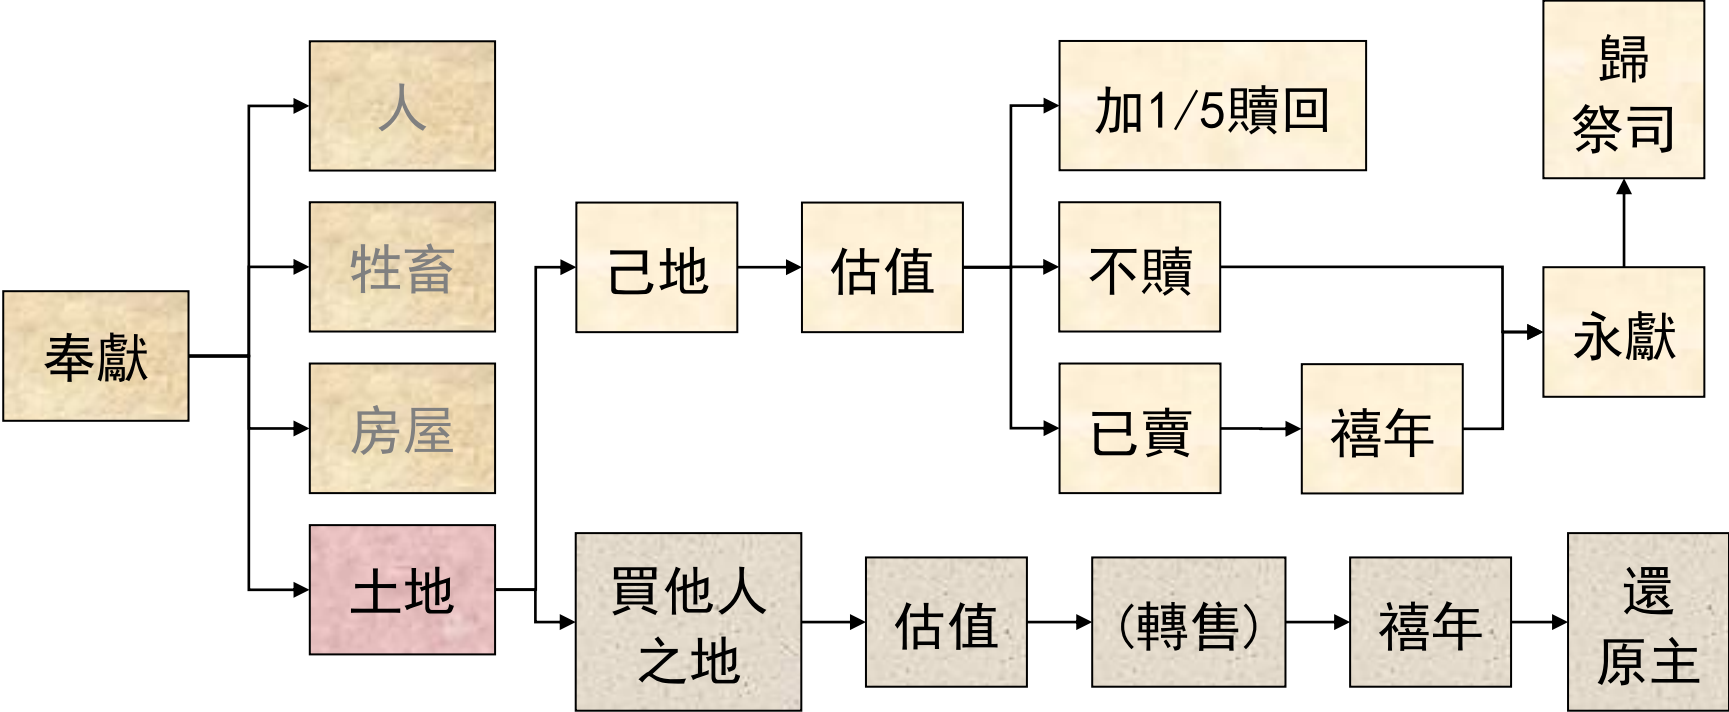 奉獻
人
牲畜
房屋
土地
己地
估值
加1/5贖回
不贖
已賣
禧年
永獻
歸
祭司
買他人
之地
估值
(轉售)
禧年
還
原主